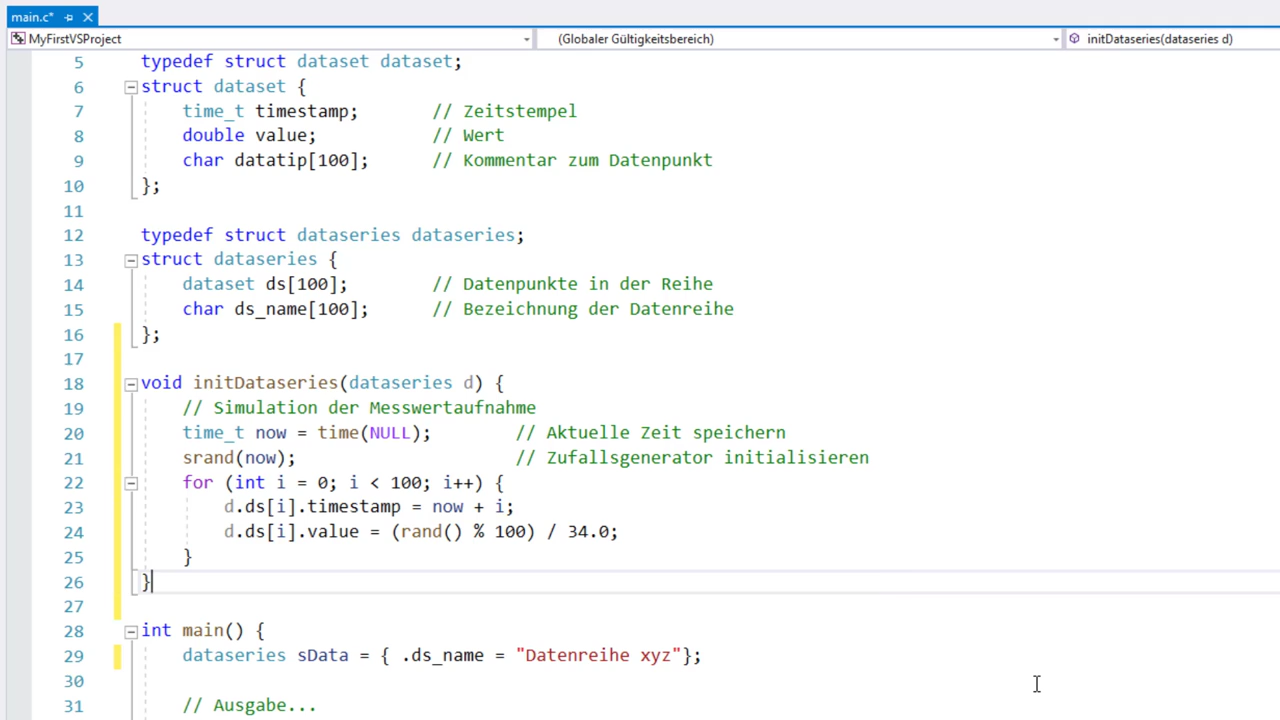 main.c*
MyFirstVSProject (Globaler Gültigkeitsbereich) initDataseries(dataseries d)
5 typedef struct dataset dataset;
6 struct dataset {
7 time_t timestamp; // Zeitstempel
8 double value; // Wert
9 char datatip[100]; // Kommentar zum Datenpunkt
10 };
11
12 typedef struct dataseries dataseries;
13 struct dataseries {
14 dataset ds[100]; // Datenpunkte in der Reihe
15 char ds_name[100]; // Bezeichnung der Datenreihe
16 };
17
18 void initDataseries(dataseries d) {
19 // Simulation der Messwertaufnahme
20 time_t now = time(NULL); // Aktuelle Zeit speichern
21 srand(now); // Zufallsgenerator initialisieren
22 for (int i = 0; i < 100; i++) {
23 d.ds[i].timestamp = now + i;
24 d.ds[i].value = (rand() % 100) / 34.0;
25 }
26 }
27
28 int main() {
29 dataseries sData = { .ds_name = "Datenreihe xyz"};
30
31 // Ausgabe...